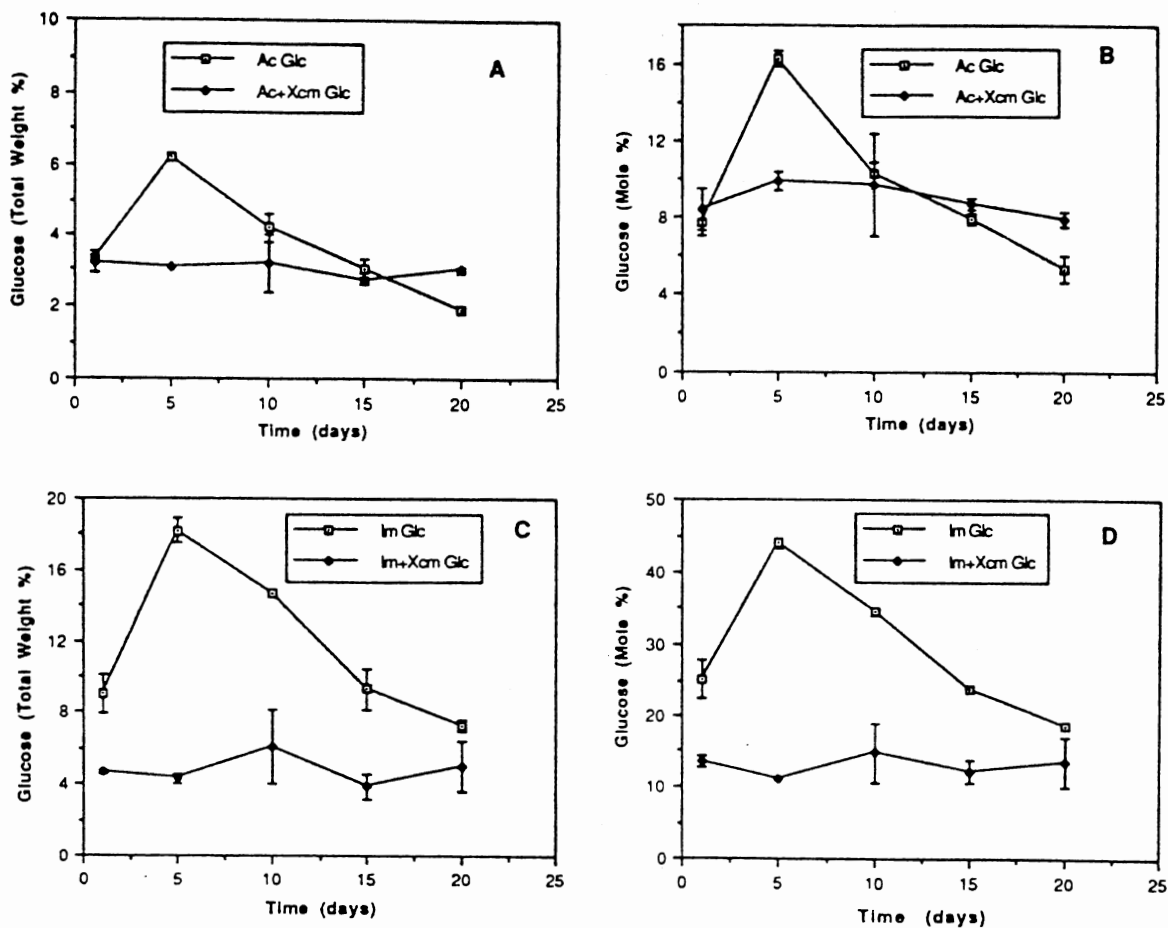 10
8
6
4
2
0
Glucose (Total Weight %)
Ac Glc
Ac+Xcm Glc
A
0 5 10 15 20 25
Time (days)
16
12
8
4
0
Glucose (Mole %)
Ac Glc
Ac+Xcm Glc
B
0 5 10 15 20 25
Time (days)
20
16
12
8
4
0
Glucose (Total Weight %)
Im Glc
Im+Xcm Glc
C
0 5 10 15 20 25
Time (days)
50
40
30
20
10
0
Glucose (Mole %)
Im Glc
Im+Xcm Glc
D
0 5 10 15 20 25
Time (days)